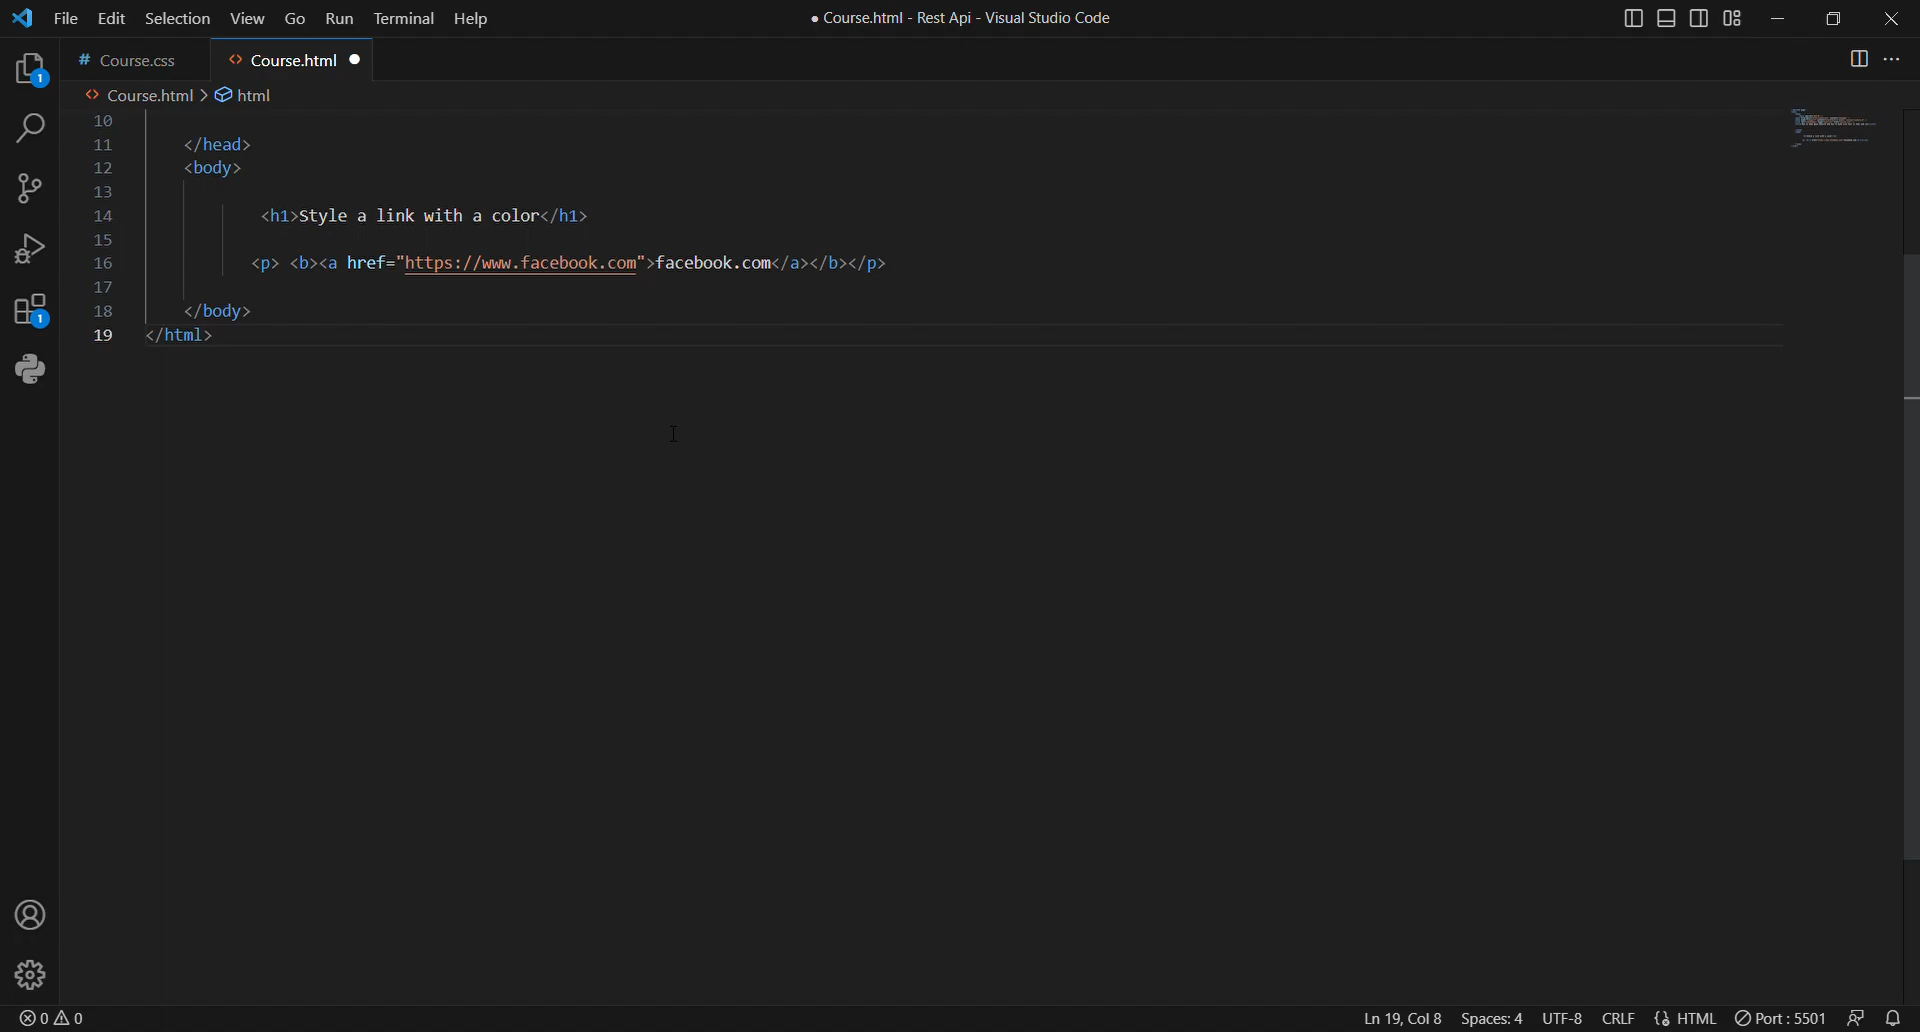 File Edit Selection View Go Run Terminal Help
● Course.html - Rest Api - Visual Studio Code
# Course.css
<> Course.html ●
<> Course.html > html
10
11 </head>
12 <body>
13
14 <h1>Style a link with a color</h1>
15
16 <p> <b><a href="https://www.facebook.com">facebook.com</a></b></p>
17
18 </body>
19 </html>
1
1
0 0
Ln 19, Col 8 Spaces: 4 UTF-8 CRLF HTML Port : 5501